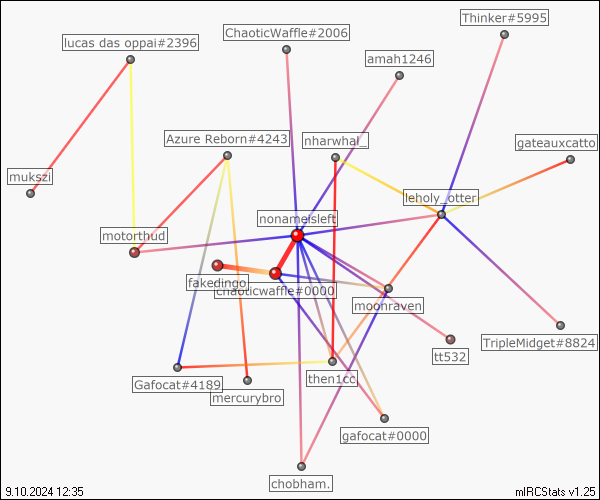 Thinker#5995
ChaoticWaffle#2006
lucas das oppai#2396
amah1246
Azure Reborn#4243
nharwhal_
gateauxcatto
mukszi
leholy_otter
nonameisleft
motorthud
fakedingo
chaoticwaffle#0000
moonraven
TripleMidget#8824
tt532
then1cc
Gafocat#4189
mercurybro
gafocat#0000
chobham.
9.10.2024 12:35
mIRCStats v1.25